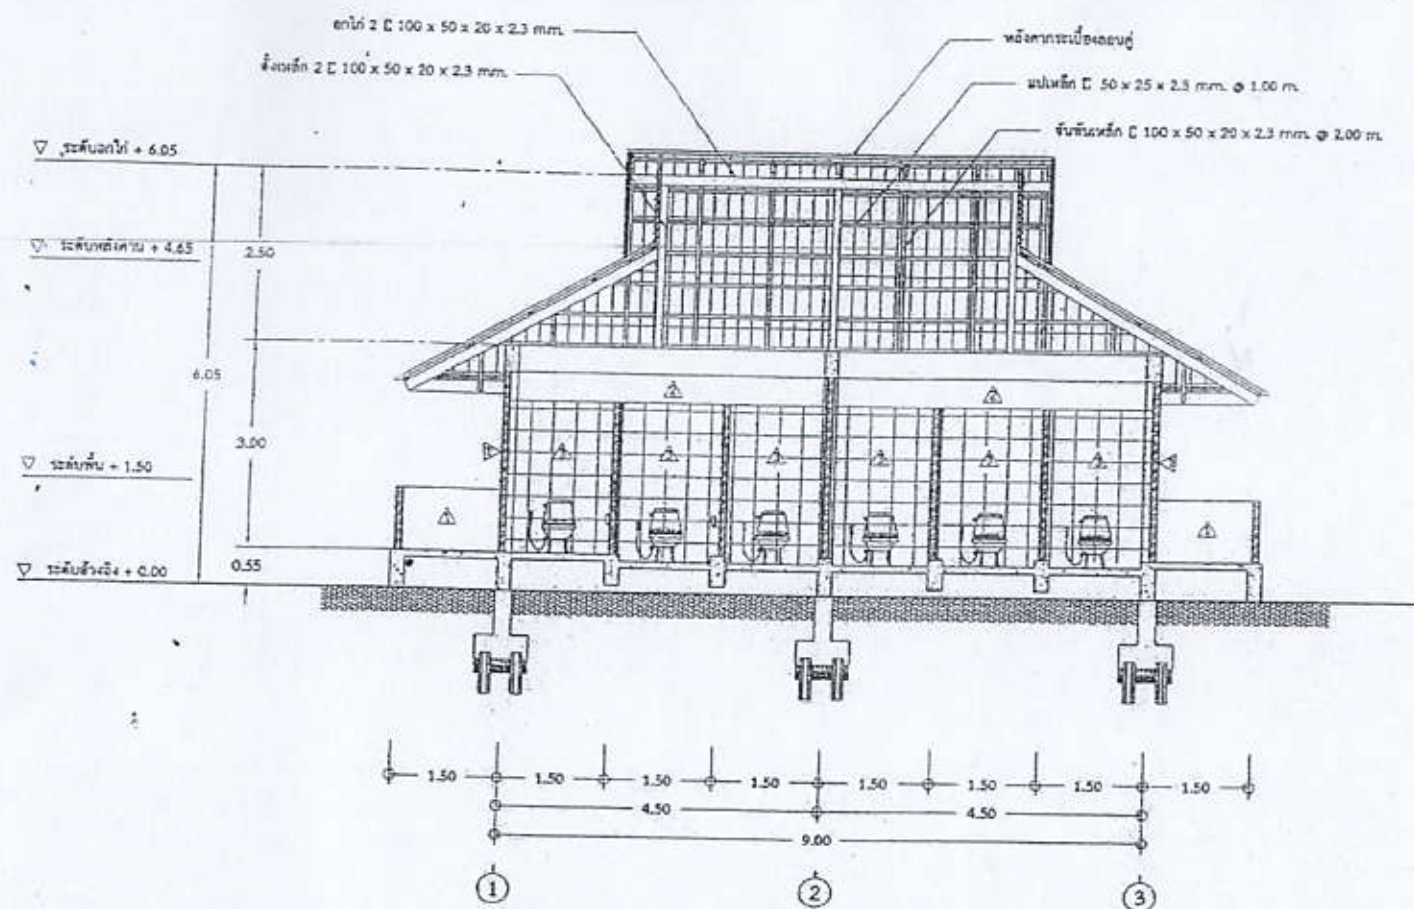 อกไก่ 2 [ 100 x 50 x 20 x 2.3 mm.
หลังคากระเบื้องลอนคู่
ดั้งเหล็ก 2 [ 100 x 50 x 20 x 2.3 mm.
แปเหล็ก [ 50 x 25 x 2.3 mm. @ 1.00 m.
จันทันเหล็ก [ 100 x 50 x 20 x 2.3 mm. @ 2.00 m.
ระดับอกไก่ + 6.05
ระดับหลังคาน + 4.65
2.50
6.05
3.00
ระดับพื้น + 1.50
0.55
ระดับอ้างอิง + 0.00
1
1
1.50 1.50 1.50 1.50 1.50 1.50 1.50 1.50
4.50 4.50
9.00
1 2 3